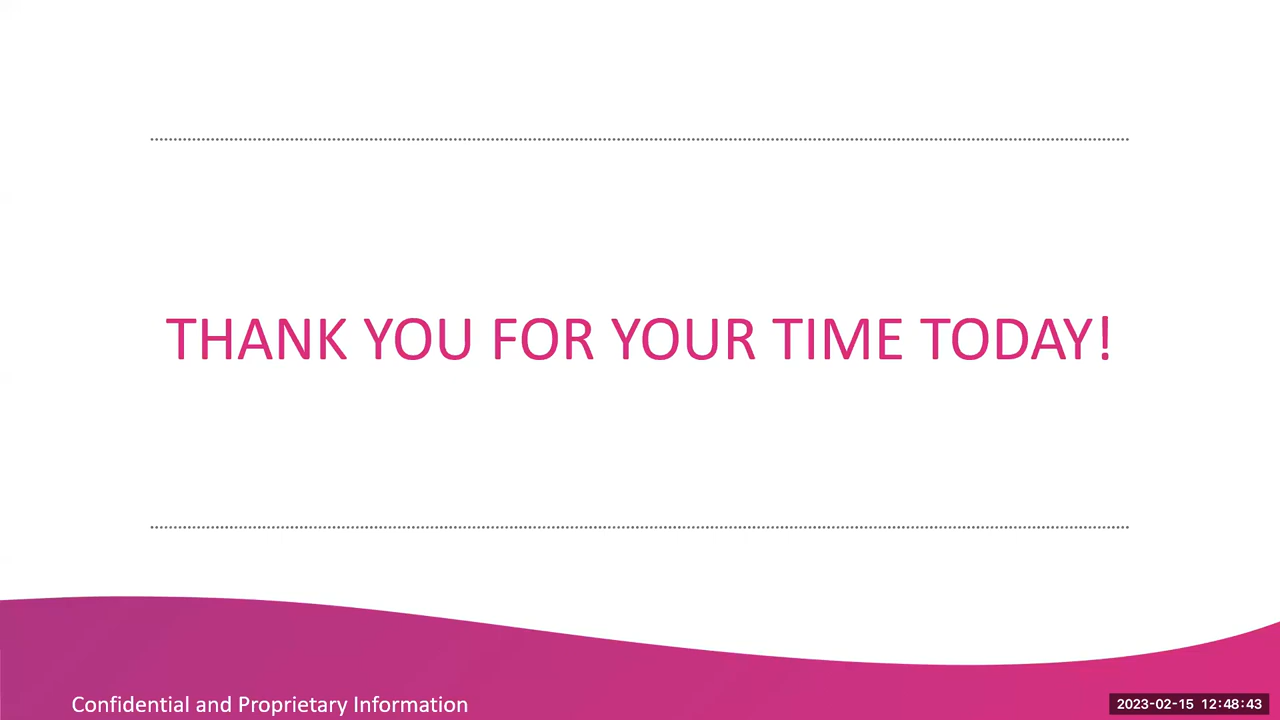 THANK YOU FOR YOUR TIME TODAY!
Confidential and Proprietary Information
2023-02-15 12:48:43